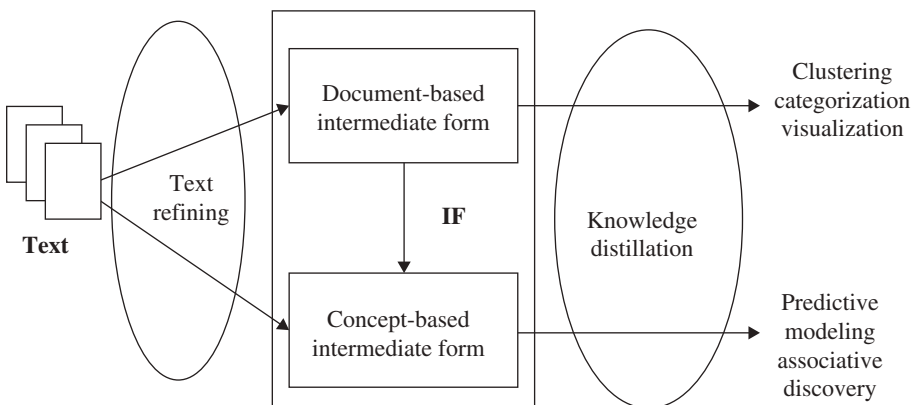 Text
Text
refining
Document-based
intermediate form
IF
Concept-based
intermediate form
Knowledge
distillation
Clustering
categorization
visualization
Predictive
modeling
associative
discovery